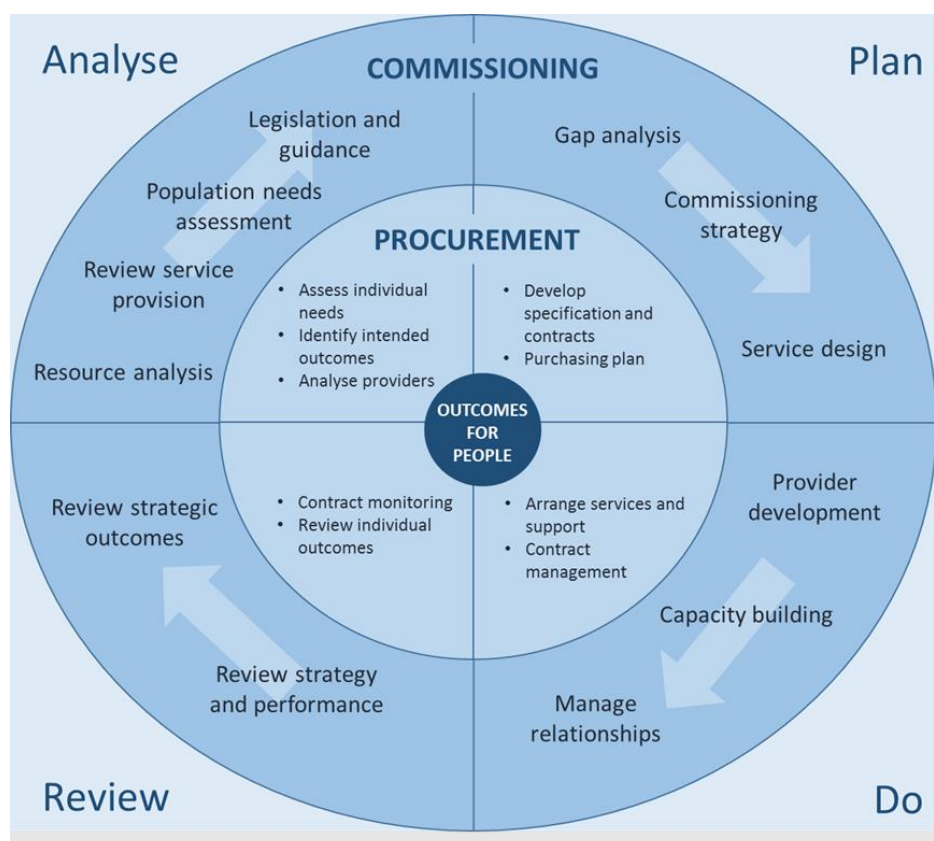 Analyse
Plan
COMMISSIONING
Legislation and
guidance
Population needs
assessment
Review service
provision
Resource analysis
Gap analysis
Commissioning
strategy
Service design
PROCUREMENT
• Assess individual
needs
• Identify intended
outcomes
• Analyse providers
• Develop
specification and
contracts
• Purchasing plan
OUTCOMES
FOR
PEOPLE
• Contract monitoring
• Review individual
outcomes
• Arrange services and
support
• Contract
management
Review strategic
outcomes
Review strategy
and performance
Provider
development
Capacity building
Manage
relationships
Review
Do